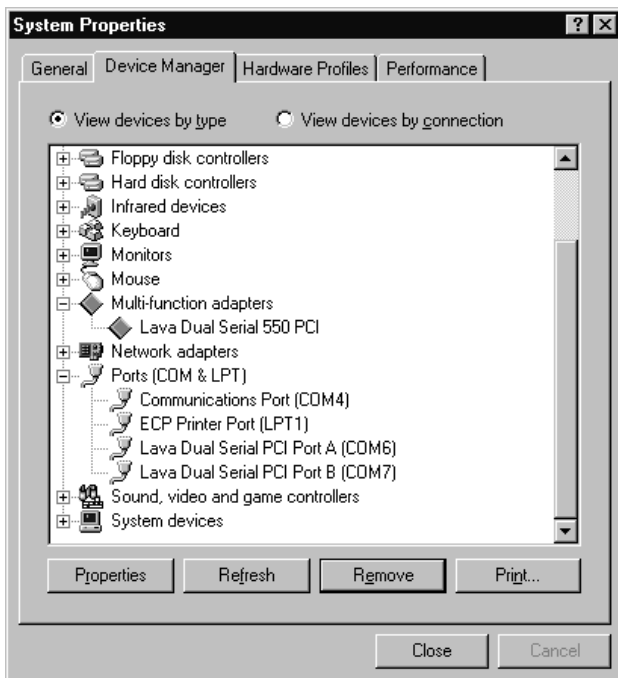 System Properties
General Device Manager Hardware Profiles Performance
View devices by type View devices by connection
Floppy disk controllers
Hard disk controllers
Infrared devices
Keyboard
Monitors
Mouse
Multi-function adapters
Lava Dual Serial 550 PCI
Network adapters
Ports (COM & LPT)
Communications Port (COM4)
ECP Printer Port (LPT1)
Lava Dual Serial PCI Port A (COM6)
Lava Dual Serial PCI Port B (COM7)
Sound, video and game controllers
System devices
Properties Refresh Remove Print...
Close Cancel